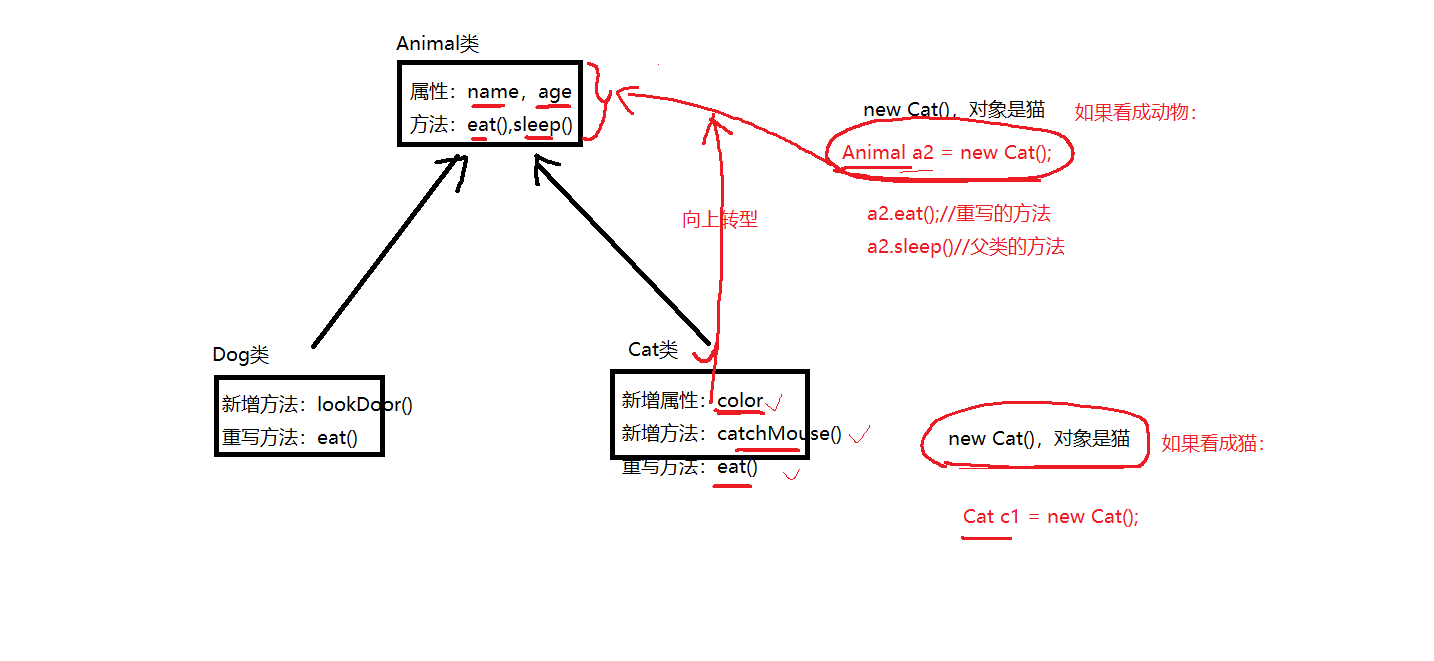 Animal类
属性：name，age
方法：eat(),sleep()
new Cat()，对象是猫
如果看成动物：
Animal a2 = new Cat();
向上转型
a2.eat();//重写的方法
a2.sleep()//父类的方法
Dog类
新增方法：lookDoor()
重写方法：eat()
Cat类
新增属性：color
新增方法：catchMouse()
重写方法：eat()
new Cat()，对象是猫
如果看成猫：
Cat c1 = new Cat();